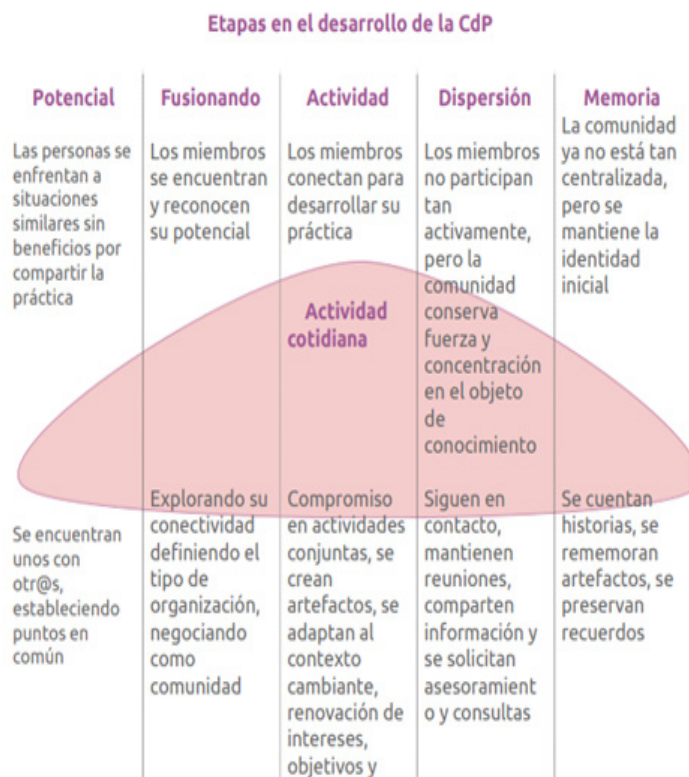 Etapas en el desarrollo de la CdP
Potencial
Las personas se
enfrentan a
situaciones
similares sin
beneficios por
compartir la
práctica
Se encuentran
unos con
otr@s,
estableciendo
puntos en
común
Fusionando
Los miembros
se encuentran
y reconocen
su potencial
Explorando su
conectividad
definiendo el
tipo de
organización,
negociando
como
comunidad
Actividad
Los miembros
conectan para
desarrollar su
práctica
Actividad
cotidiana
Compromiso
en actividades
conjuntas, se
crean
artefactos, se
adaptan al
contexto
cambiante,
renovación de
intereses,
objetivos y
Dispersión
Los miembros
no participan
tan
activamente,
pero la
comunidad
conserva
fuerza y
concentración
en el objeto
de
conocimiento
Siguen en
contacto,
mantienen
reuniones,
comparten
información y
se solicitan
asesoramient
o y consultas
Memoria
La comunidad
ya no está tan
centralizada,
pero se
mantiene la
identidad
inicial
Se cuentan
historias, se
rememoran
artefactos, se
preservan
recuerdos